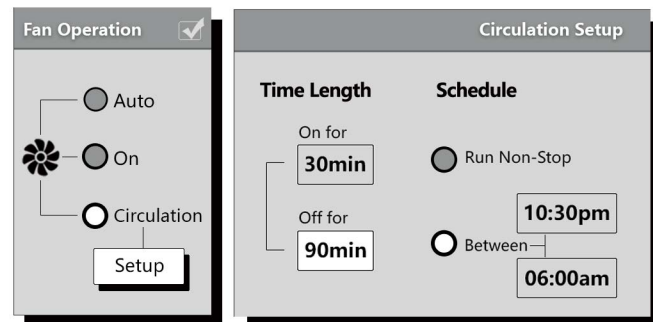 Fan Operation
Auto
On
Circulation
Setup
Circulation Setup
Time Length
On for
30min
Off for
90min
Schedule
Run Non-Stop
Between
10:30pm
06:00am